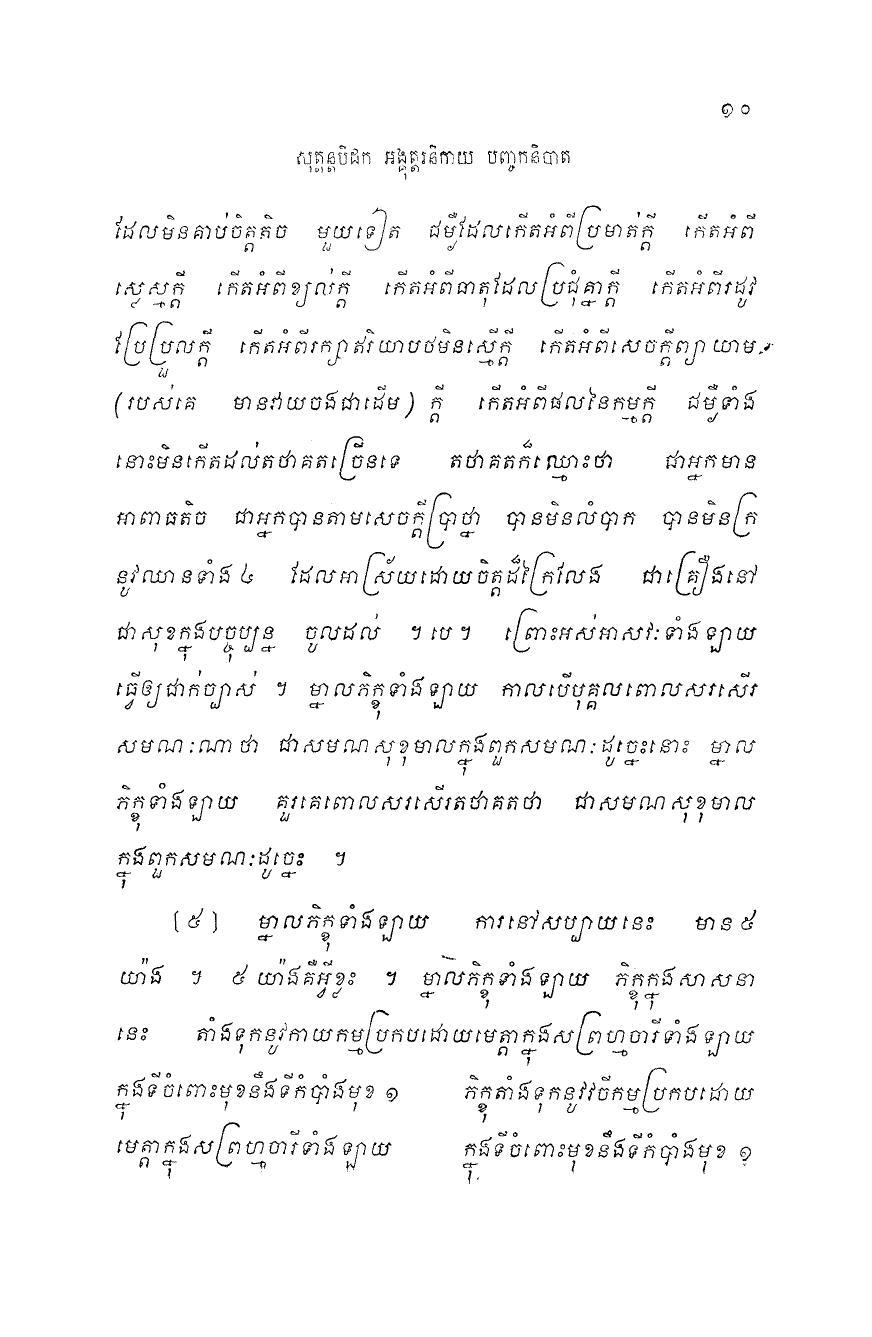 ១០
សុត្តន្តបិដក អង្គុត្តរនិកាយ បញ្ចកនិបាត
ដែលមិនគាប់ចិត្តតិច មួយទៀត ជម្ងឺដែលកើតអំពីប្រមាត់ក្តី កើតអំពី
ស្លេស្មក្តី កើតអំពីខ្យល់ក្តី កើតអំពីធាតុដែលប្រជុំគ្នាក្តី កើតអំពីរដូវ
ប្រែប្រួលក្តី កើតអំពីរក្សាឥរិយាបថមិនស្មើក្តី កើតអំពីសេចក្តីព្យាយាម
(របស់គេ មានវាយចងជាដើម) ក្តី កើតអំពីផលនៃកម្មក្តី ជម្ងឺទាំង
នោះមិនកើតដល់តថាគតច្រើនទេ តថាគតក៏ឈ្មោះថា ជាអ្នកមាន
អាពាធតិច ជាអ្នកបានតាមសេចក្តីប្រាថ្នា បានមិនលំបាក បានមិនក្រ
នូវឈានទាំង៤ ដែលអាស្រ័យដោយចិត្តដ៏ក្រៃលែង ជាគ្រឿងនៅ
ជាសុខក្នុងបច្ចុប្បន្ន ចូលដល់ ។បេ។ ព្រោះអស់អាសវៈទាំងឡាយ
ធ្វើឲ្យជាក់ច្បាស់ ។ ម្នាលភិក្ខុទាំងឡាយ កាលបើបុគ្គលពោលសរសើរ
សមណៈណាថា ជាសមណសុខុមាលក្នុងពួកសមណៈដូច្នេះនោះ ម្នាល
ភិក្ខុទាំងឡាយ គួរគេពោលសរសើរតថាគតថា ជាសមណសុខុមាល
ក្នុងពួកសមណៈដូច្នេះ ។
[៥] ម្នាលភិក្ខុទាំងឡាយ ការនៅសប្បាយនេះ មាន៥
យ៉ាង ។ ៥ យ៉ាងគឺអ្វីខ្លះ ។ ម្នាលភិក្ខុទាំងឡាយ ភិក្ខុក្នុងសាសនា
នេះ តាំងទុកនូវកាយកម្មប្រកបដោយមេត្តាក្នុងសព្រហ្មចារីទាំងឡាយ
ក្នុងទីចំពោះមុខនឹងទីកំបាំងមុខ ១ ភិក្ខុតាំងទុកនូវវចីកម្មប្រកបដោយ
មេត្តាក្នុងសព្រហ្មចារីទាំងឡាយ ក្នុងទីចំពោះមុខនឹងទីកំបាំងមុខ ១